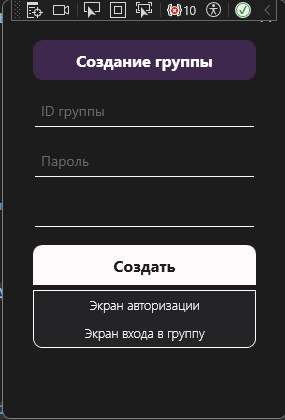 10
Создание группы
ID группы
Пароль
Создать
Экран авторизации
Экран входа в группу